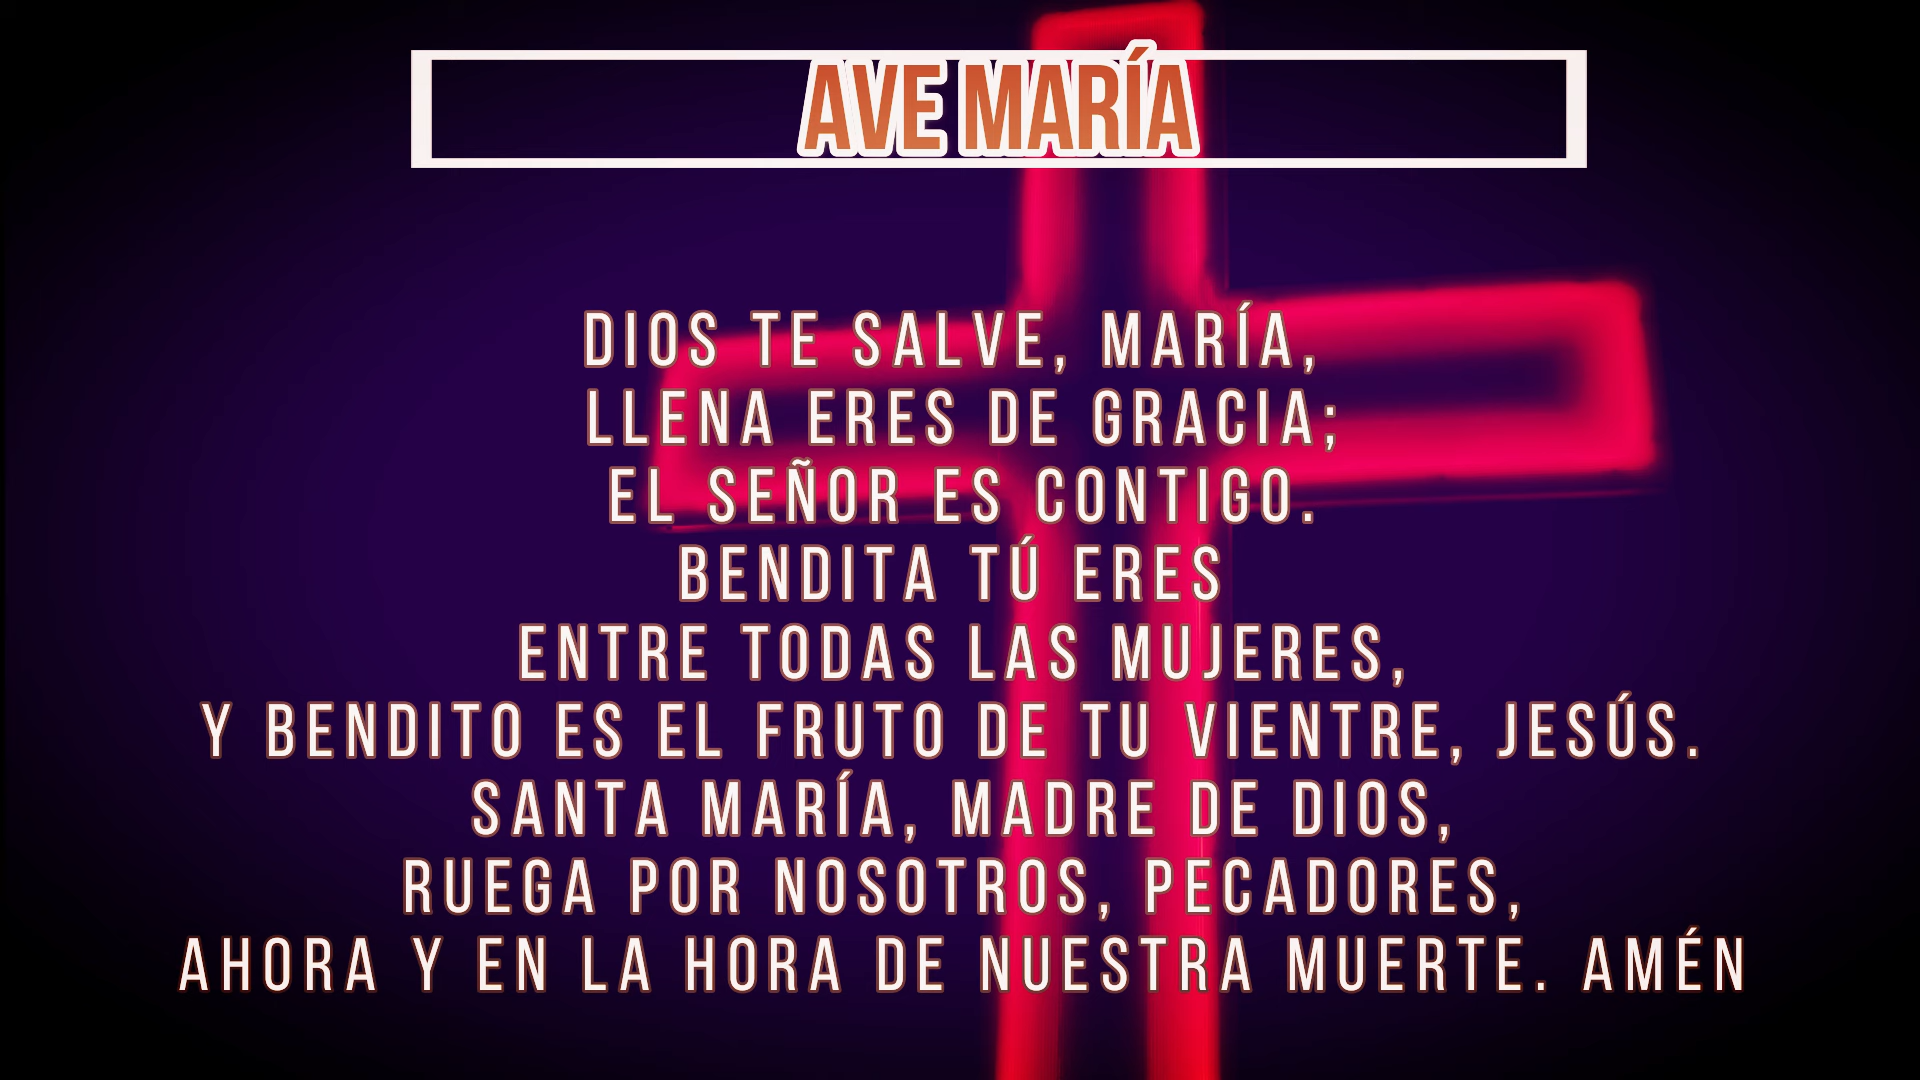 AVE MARÍA
DIOS TE SALVE, MARÍA,
LLENA ERES DE GRACIA;
EL SEÑOR ES CONTIGO.
BENDITA TÚ ERES
ENTRE TODAS LAS MUJERES,
Y BENDITO ES EL FRUTO DE TU VIENTRE, JESÚS.
SANTA MARÍA, MADRE DE DIOS,
RUEGA POR NOSOTROS, PECADORES,
AHORA Y EN LA HORA DE NUESTRA MUERTE. AMÉN